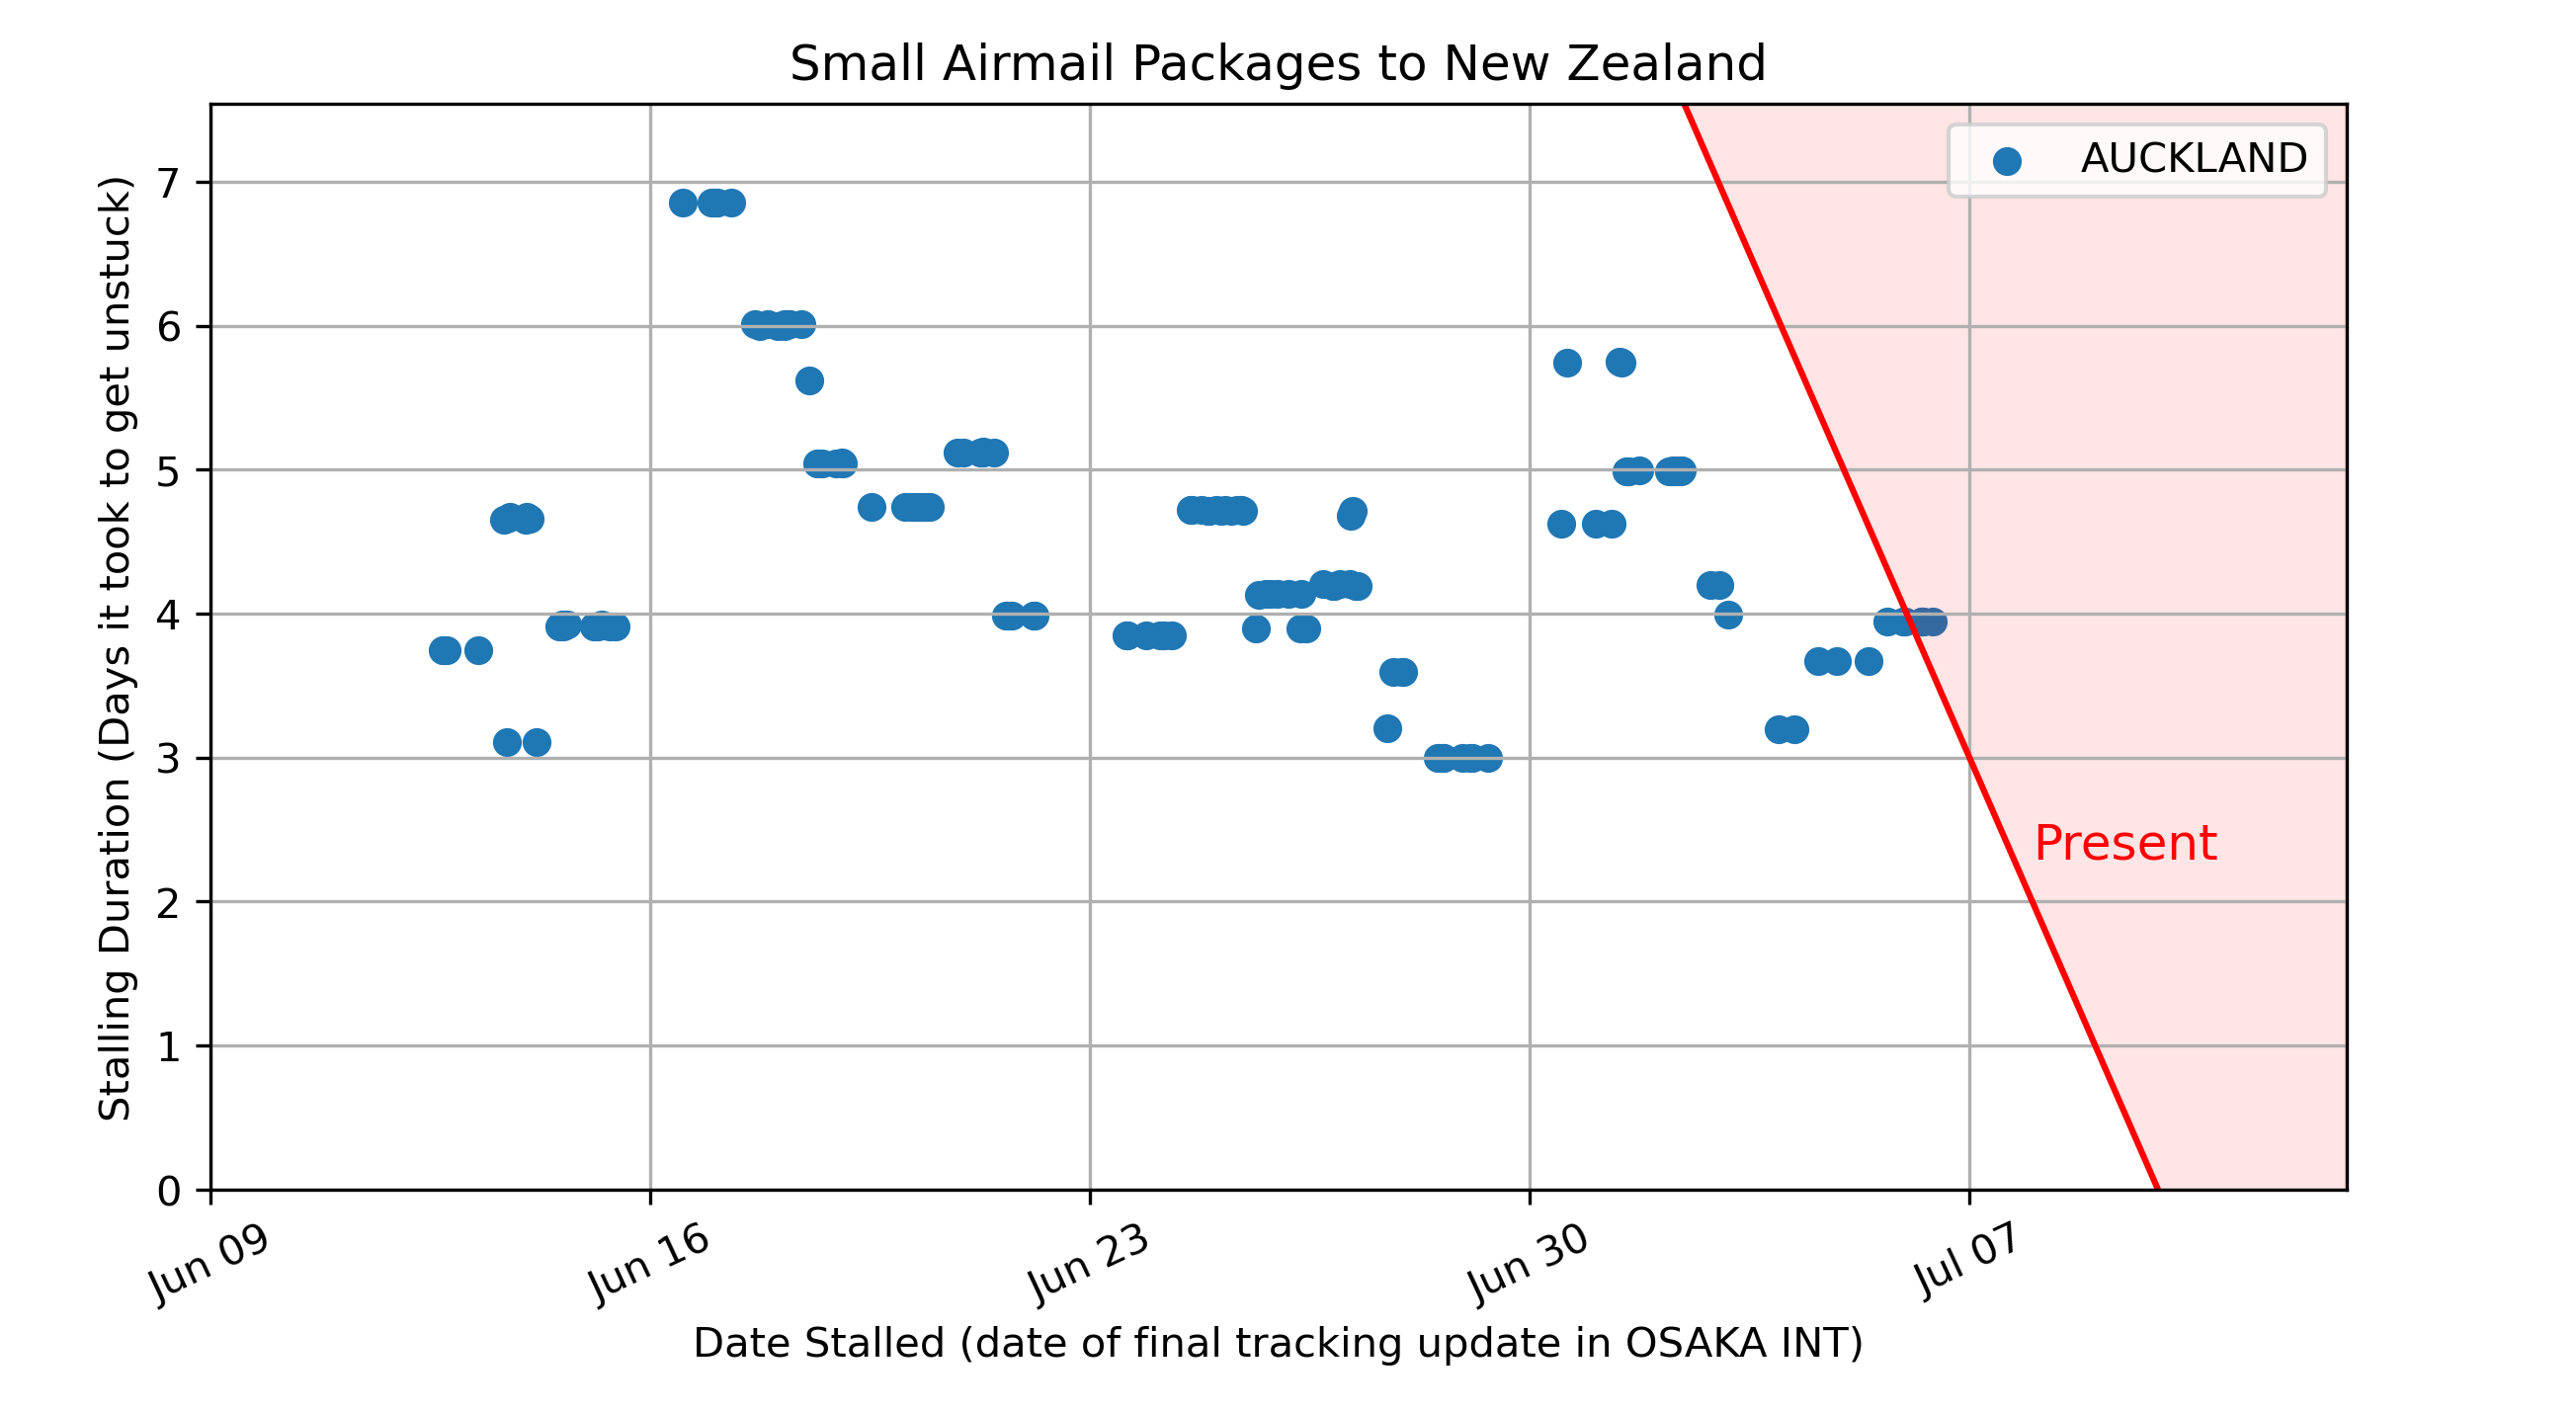 Small Airmail Packages to New Zealand
AUCKLAND
Stalling Duration (Days it took to get unstuck)
7
6
5
4
3
2
1
0
Present
Jun 09
Jun 16
Jun 23
Jun 30
Jul 07
Date Stalled (date of final tracking update in OSAKA INT)